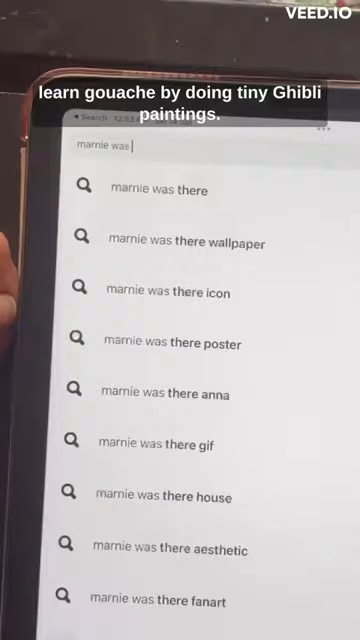 VEED.IO
learn gouache by doing tiny Ghibli
paintings.
Search
marnie was
marnie was there
marnie was there wallpaper
marnie was there icon
marnie was there poster
marnie was there anna
marnie was there gif
marnie was there house
marnie was there aesthetic
marnie was there fanart